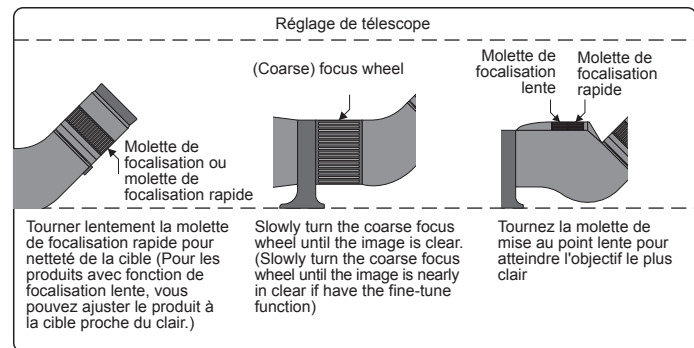 Réglage de télescope
Molette de
focalisation ou
molette de
focalisation rapide
(Coarse) focus wheel
Molette de
focalisation
lente
Molette de
focalisation
rapide
Tourner lentement la molette
de focalisation rapide pour
netteté de la cible (Pour les
produits avec fonction de
focalisation lente, vous
pouvez ajuster le produit à
la cible proche du clair.)
Slowly turn the coarse focus
wheel until the image is clear.
(Slowly turn the coarse focus
wheel until the image is nearly
in clear if have the fine-tune
function)
Tournez la molette de
mise au point lente pour
atteindre l'objectif le plus
clair